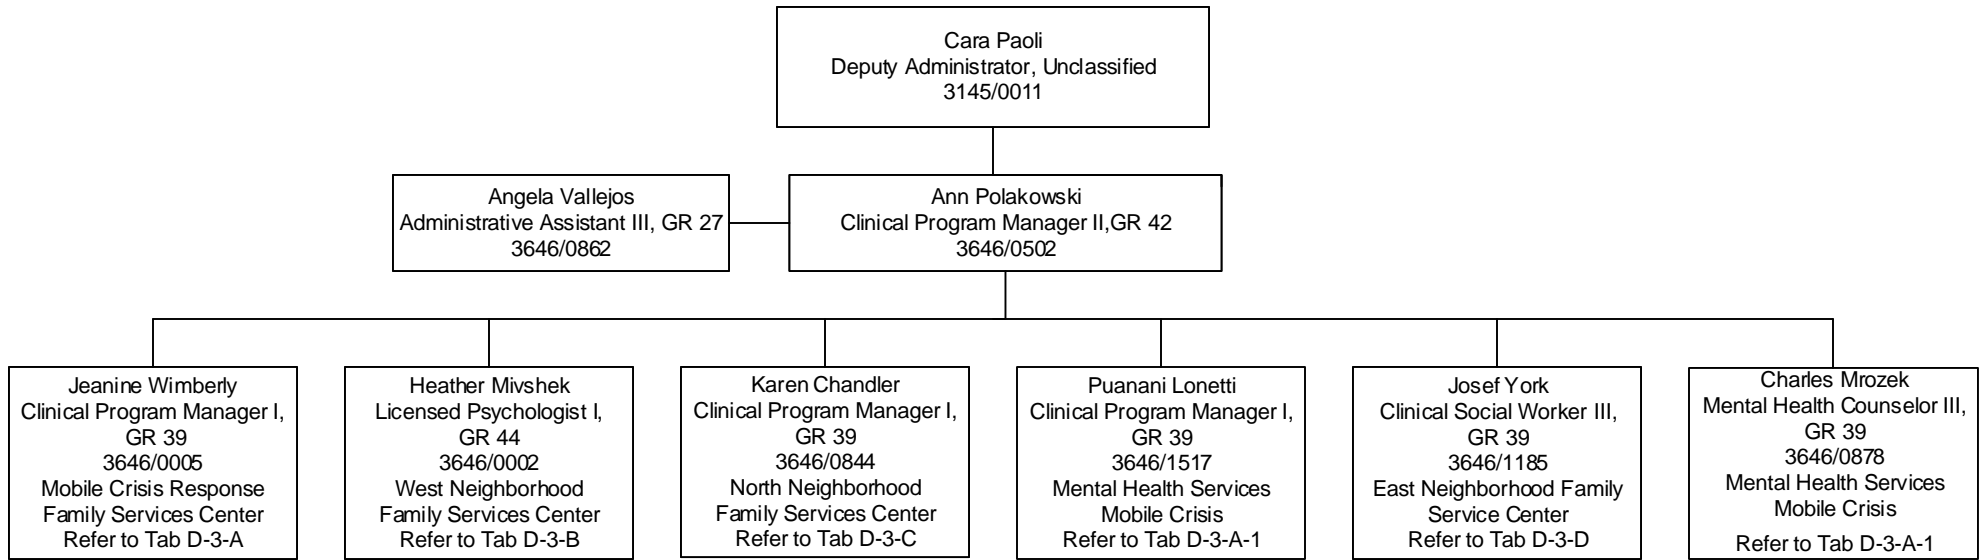 Cara Paoli
Deputy Administrator, Unclassified
3145/0011
Angela Vallejos
Administrative Assistant III, GR 27
3646/0862
Ann Polakowski
Clinical Program Manager II,GR 42
3646/0502
Jeanine Wimberly
Clinical Program Manager I,
GR 39
3646/0005
Mobile Crisis Response
Family Services Center
Refer to Tab D-3-A
Heather Mivshek
Licensed Psychologist I,
GR 44
3646/0002
West Neighborhood
Family Services Center
Refer to Tab D-3-B
Karen Chandler
Clinical Program Manager I,
GR 39
3646/0844
North Neighborhood
Family Services Center
Refer to Tab D-3-C
Puanani Lonetti
Clinical Program Manager I,
GR 39
3646/1517
Mental Health Services
Mobile Crisis
Refer to Tab D-3-A-1
Josef York
Clinical Social Worker III,
GR 39
3646/1185
East Neighborhood Family
Service Center
Refer to Tab D-3-D
Charles Mrozek
Mental Health Counselor III,
GR 39
3646/0878
Mental Health Services
Mobile Crisis
Refer to Tab D-3-A-1